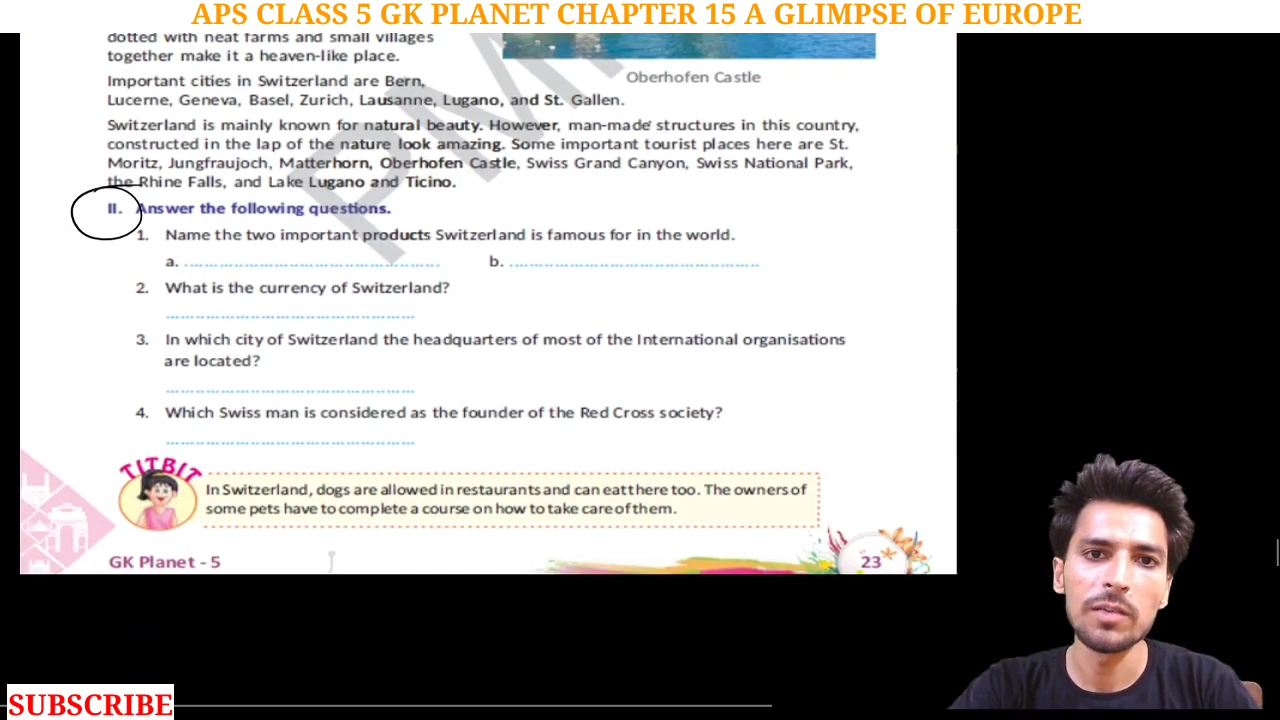 APS CLASS 5 GK PLANET CHAPTER 15 A GLIMPSE OF EUROPE
dotted with neat farms and small villages
together make it a heaven-like place.
Oberhofen Castle
Important cities in Switzerland are Bern,
Lucerne, Geneva, Basel, Zurich, Lausanne, Lugano, and St. Gallen.
Switzerland is mainly known for natural beauty. However, man-made structures in this country,
constructed in the lap of the nature look amazing. Some important tourist places here are St.
Moritz, Jungfraujoch, Matterhorn, Oberhofen Castle, Swiss Grand Canyon, Swiss National Park,
the Rhine Falls, and Lake Lugano and Ticino.
II. Answer the following questions.
1. Name the two important products Switzerland is famous for in the world.
a. ........................................ b. ........................................
2. What is the currency of Switzerland?
3. In which city of Switzerland the headquarters of most of the International organisations
are located?
4. Which Swiss man is considered as the founder of the Red Cross society?
TITBIT
In Switzerland, dogs are allowed in restaurants and can eat there too. The owners of
some pets have to complete a course on how to take care of them.
GK Planet - 5
23
SUBSCRIBE